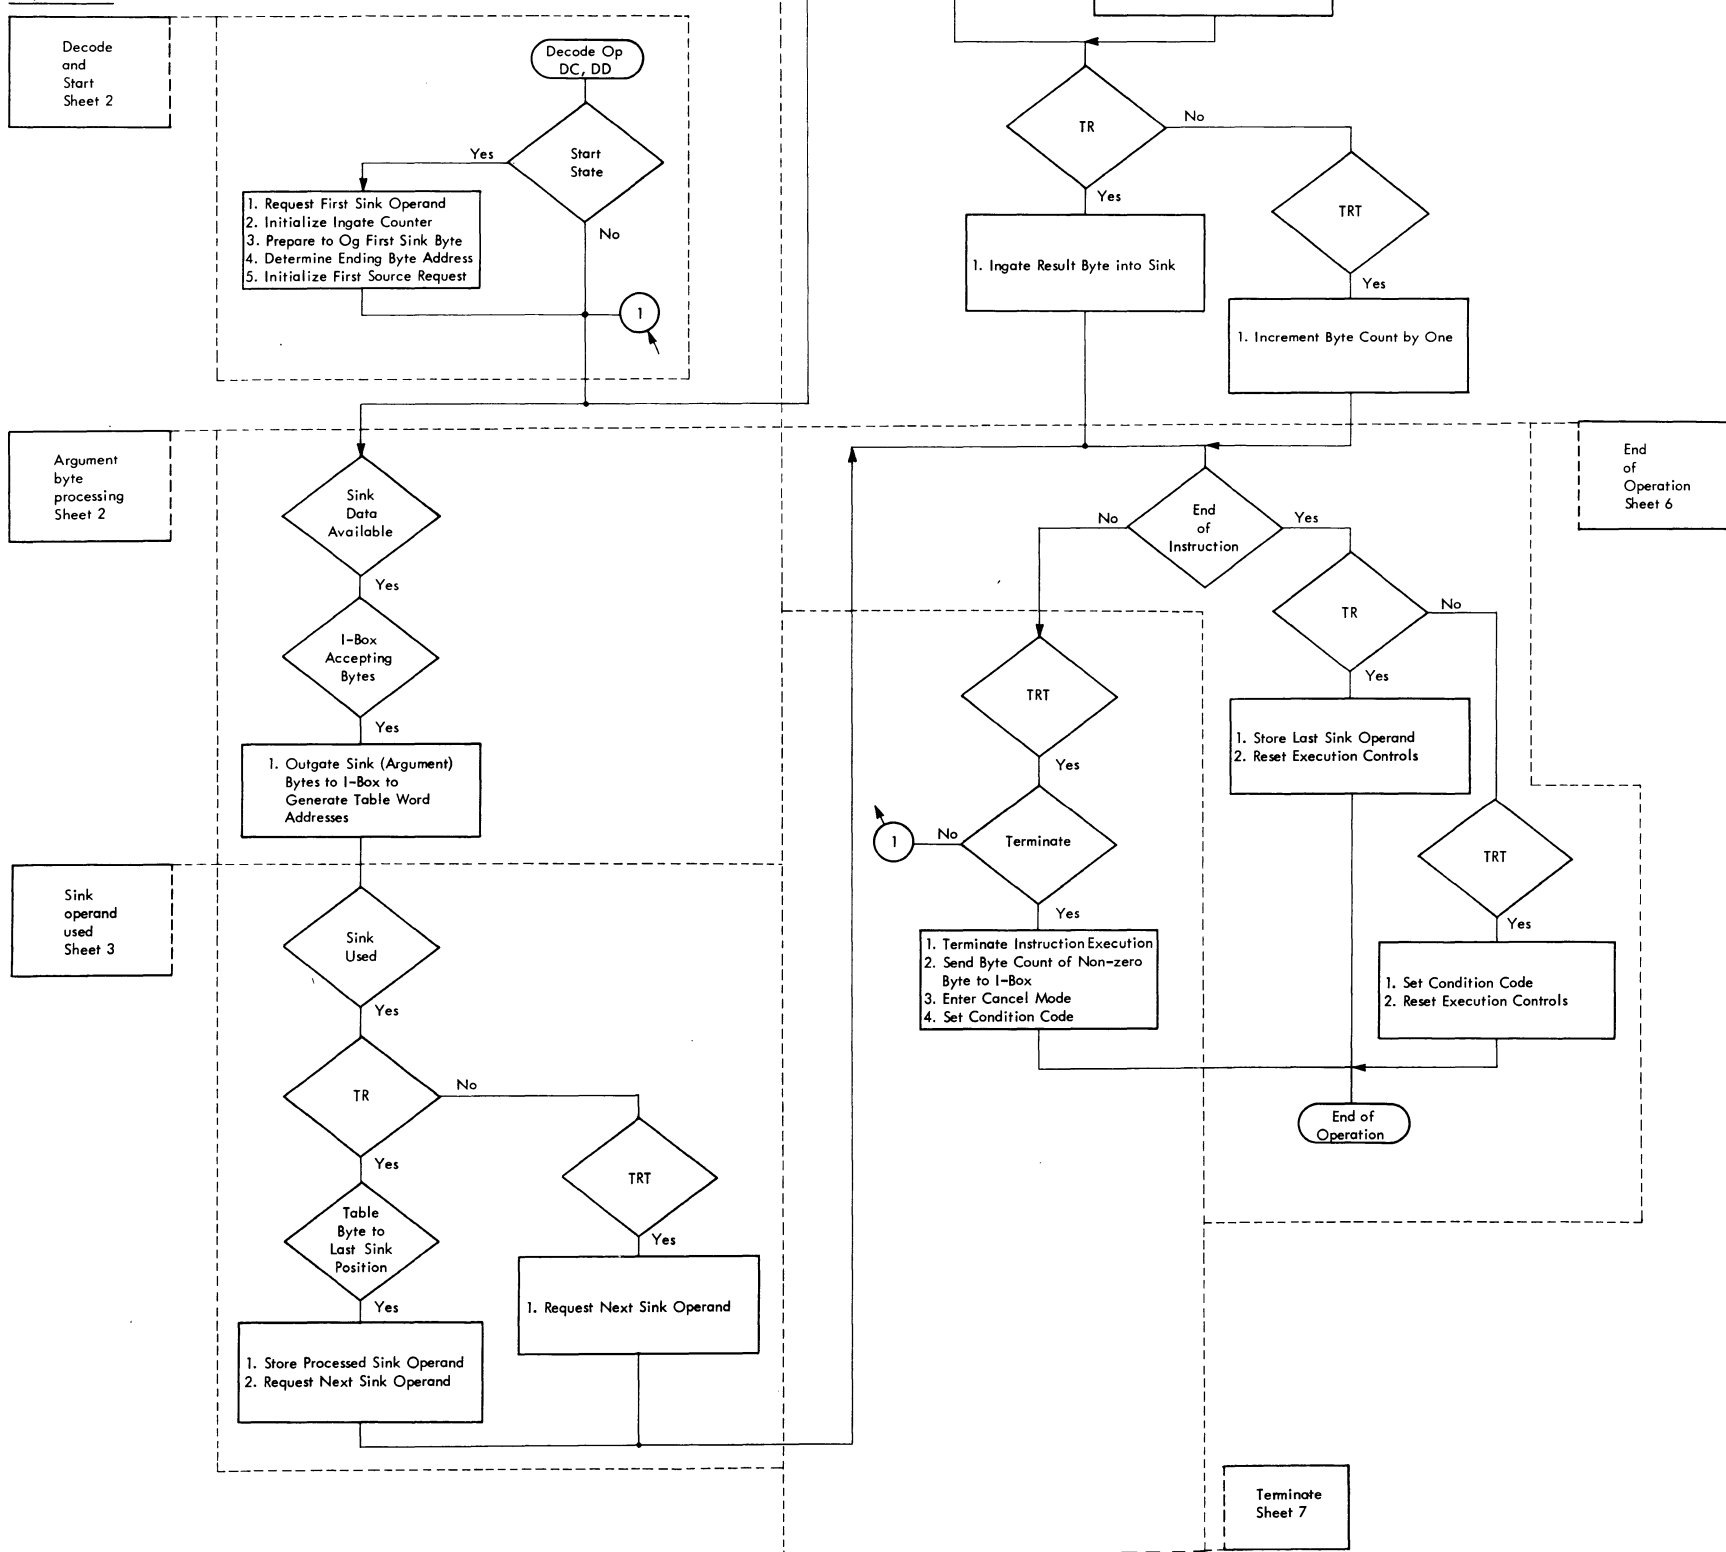 Decode
and
Start
Sheet 2
Decode Op
DC, DD
Start
State
Yes
No
1. Request First Sink Operand
2. Initialize Ingate Counter
3. Prepare to Og First Sink Byte
4. Determine Ending Byte Address
5. Initialize First Source Request
1
Argument
byte
processing
Sheet 2
Sink
Data
Available
Yes
I-Box
Accepting
Bytes
Yes
1. Outgate Sink (Argument)
Bytes to I-Box to
Generate Table Word
Addresses
Sink
operand
used
Sheet 3
Sink
Used
Yes
TR
No
Yes
TRT
Yes
Table
Byte to
Last Sink
Position
Yes
1. Request Next Sink Operand
1. Store Processed Sink Operand
2. Request Next Sink Operand
TR
No
Yes
TRT
Yes
1. Ingate Result Byte into Sink
1. Increment Byte Count by One
End
of
Operation
Sheet 6
End
of
Instruction
No
Yes
TR
No
Yes
TRT
Yes
1. Store Last Sink Operand
2. Reset Execution Controls
Terminate
No
1
Yes
TRT
Yes
1. Terminate Instruction Execution
2. Send Byte Count of Non-zero
Byte to I-Box
3. Enter Cancel Mode
4. Set Condition Code
1. Set Condition Code
2. Reset Execution Controls
End of
Operation
Terminate
Sheet 7